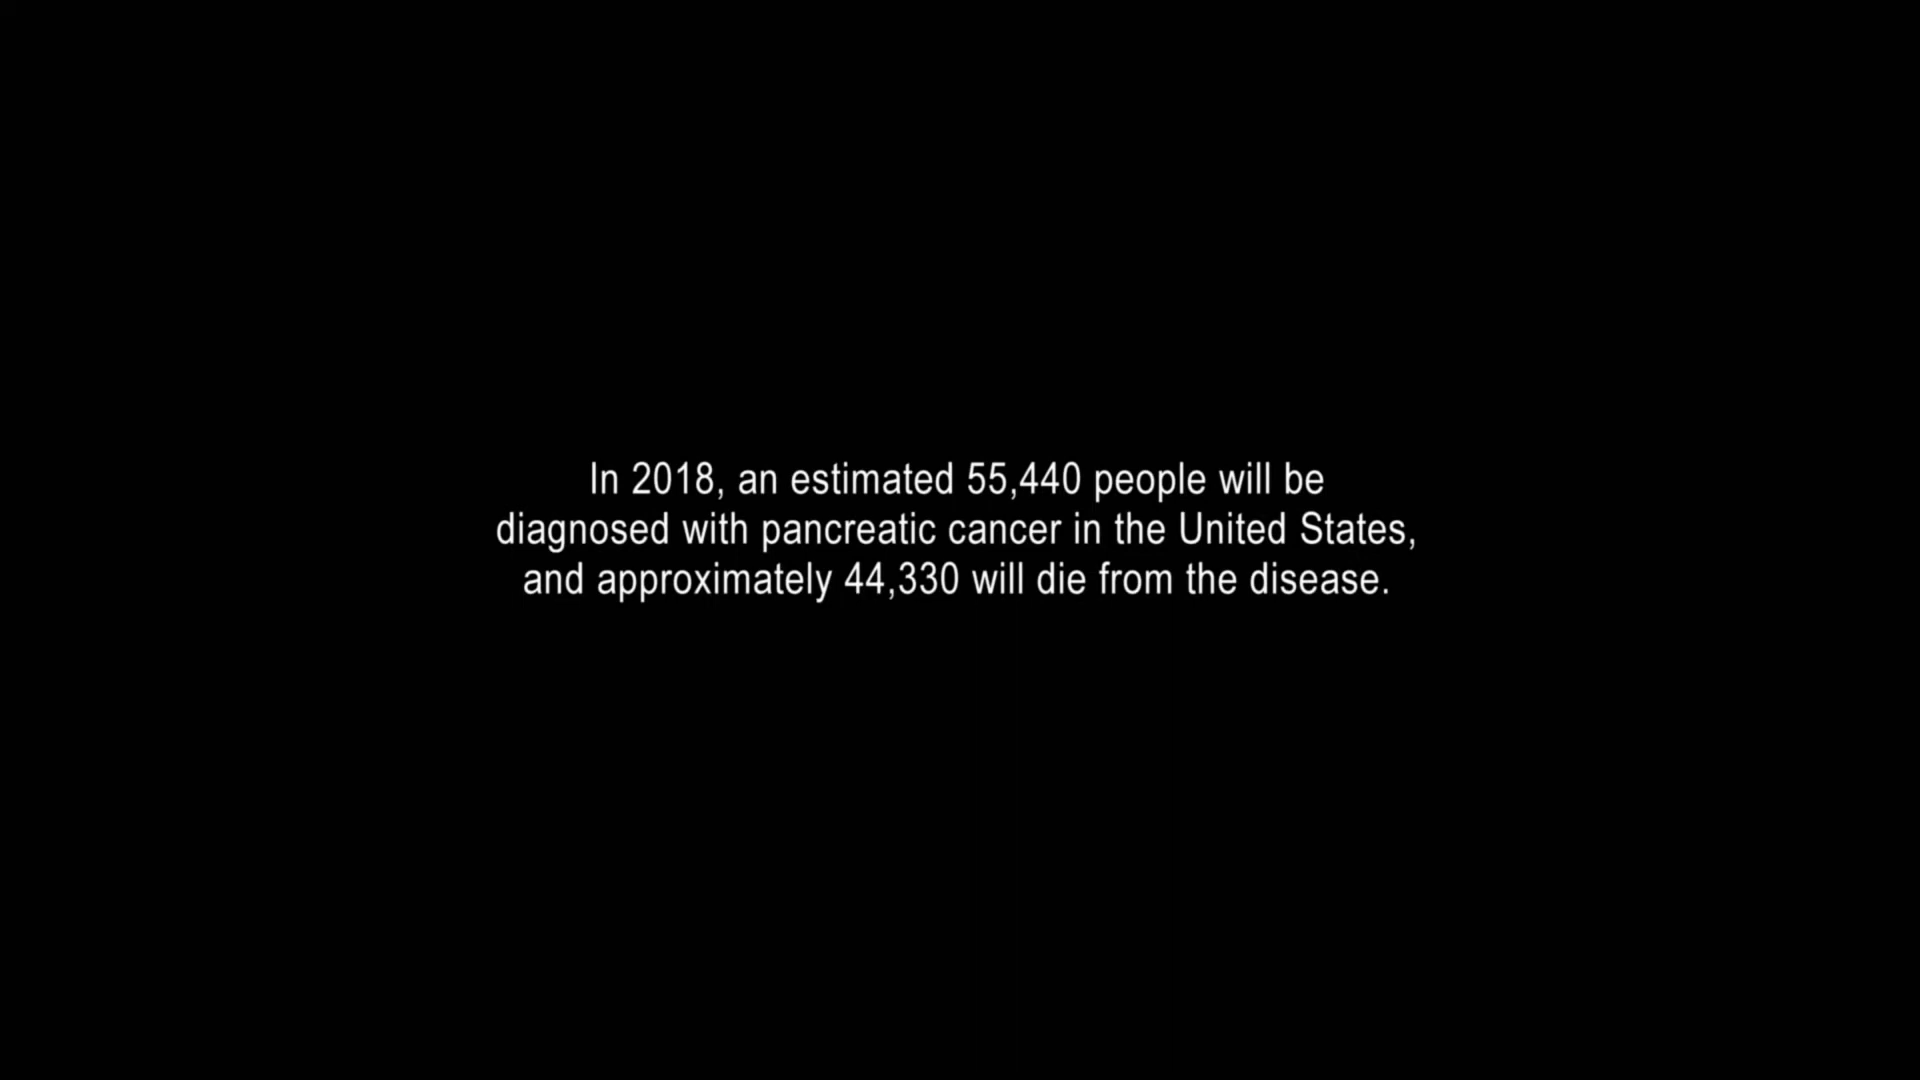 In 2018, an estimated 55,440 people will be
diagnosed with pancreatic cancer in the United States,
and approximately 44,330 will die from the disease.